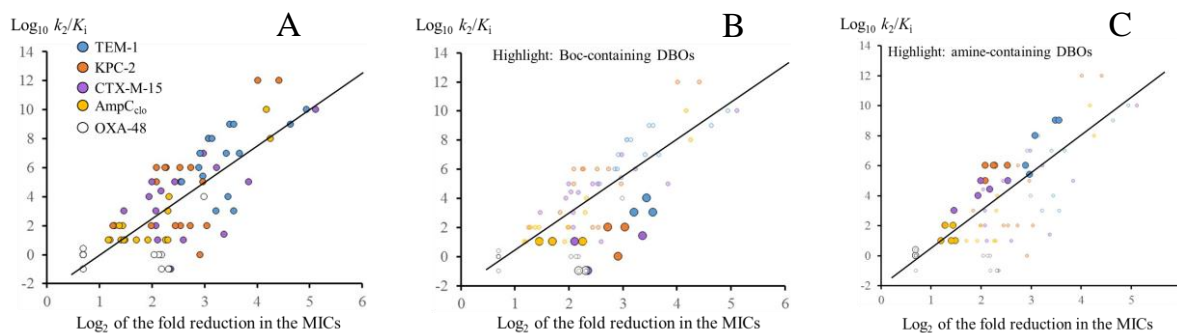 Log₁₀ k₂/Kᵢ
A
14
12
10
8
6
4
2
0
-2
TEM-1
KPC-2
CTX-M-15
AmpC_clo
OXA-48
0 1 2 3 4 5 6
Log₂ of the fold reduction in the MICs
Log₁₀ k₂/Kᵢ
B
14
12
10
8
6
4
2
0
-2
Highlight: Boc-containing DBOs
0 1 2 3 4 5 6
Log₂ of the fold reduction in the MICs
Log₁₀ k₂/Kᵢ
C
14
12
10
8
6
4
2
0
-2
Highlight: amine-containing DBOs
0 1 2 3 4 5
Log₂ of the fold reduction in the MICs